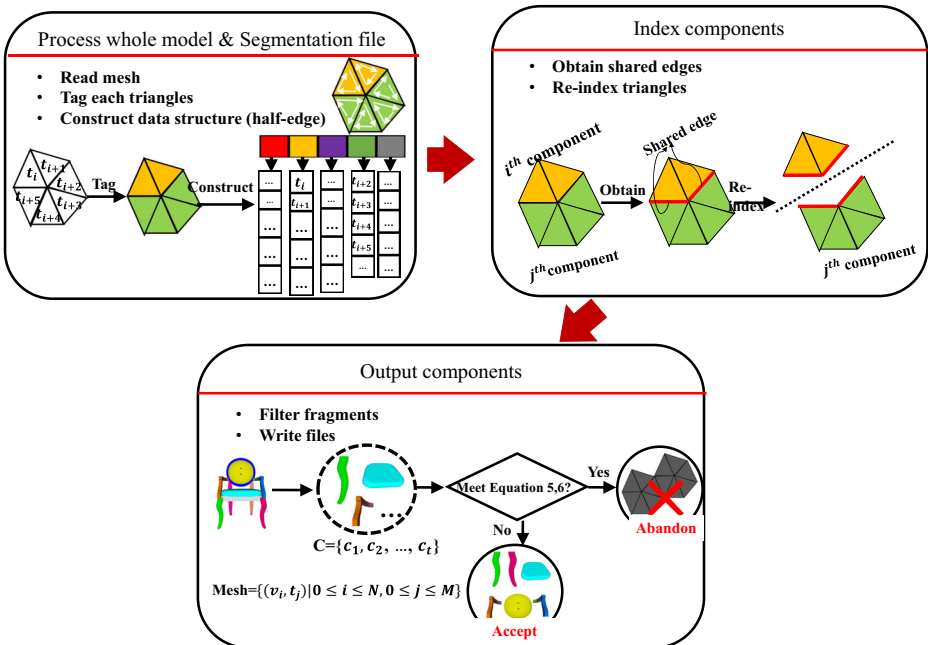 Process whole model & Segmentation file
• Read mesh
• Tag each triangles
• Construct data structure (half-edge)
t_i t_{i+1}
t_{i+2}
t_{i+5} t_{i+3}
t_{i+4}
Tag
Construct
... t_i ... t_{i+2} ...
... t_{i+1} ... t_{i+3} ...
... ... ... t_{i+4} ...
... ... ... t_{i+5} ...
... ... ... ... ...
Index components
• Obtain shared edges
• Re-index triangles
i^{th} component
Shared edge
Obtain
Re-index
j^{th} component
j^{th} component
Output components
• Filter fragments
• Write files
...
C={c_1, c_2, ..., c_t}
Meet Equation 5,6?
Yes
Abandon
No
Mesh={(v_i, t_j)|0 ≤ i ≤ N, 0 ≤ j ≤ M}
Accept